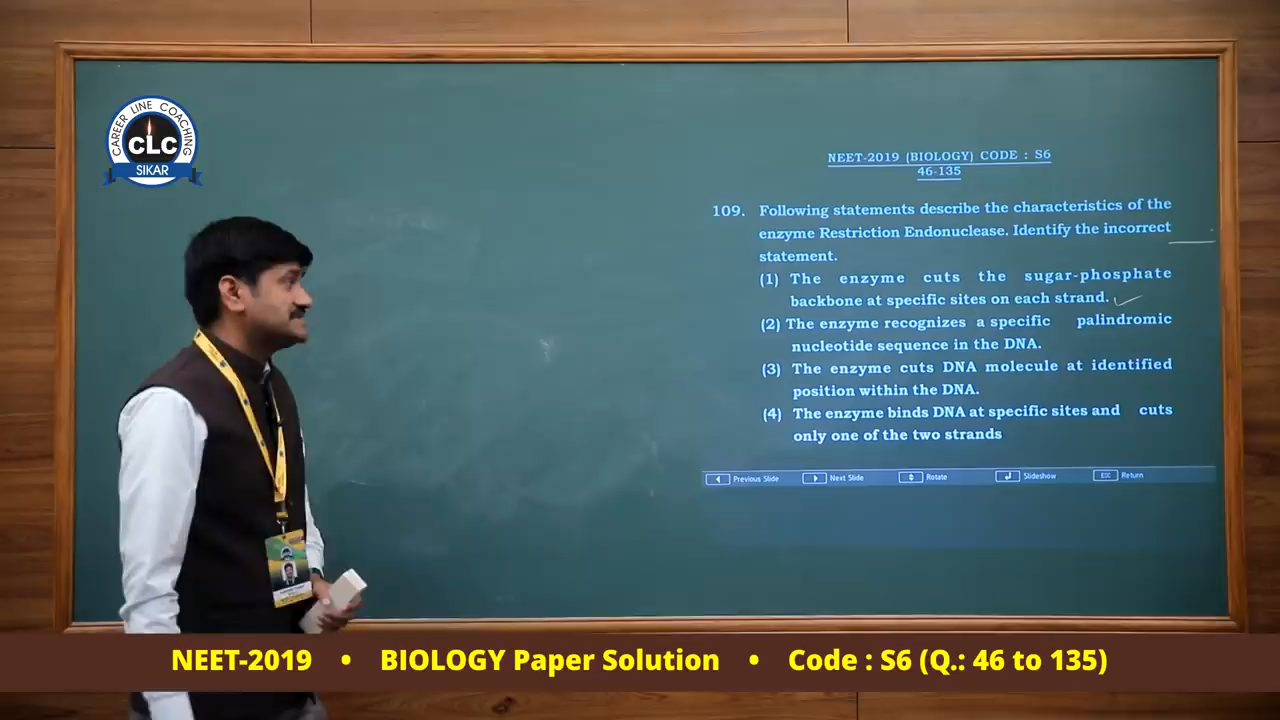 CAREER LINE COACHING
CLC
SIKAR
NEET-2019 (BIOLOGY) CODE : S6
46-135
109. Following statements describe the characteristics of the
enzyme Restriction Endonuclease. Identify the incorrect
statement.
(1) The enzyme cuts the sugar-phosphate
backbone at specific sites on each strand.
(2) The enzyme recognizes a specific palindromic
nucleotide sequence in the DNA.
(3) The enzyme cuts DNA molecule at identified
position within the DNA.
(4) The enzyme binds DNA at specific sites and cuts
only one of the two strands
Previous Slide Next Slide Rotate Slideshow ESC Return
NEET-2019 • BIOLOGY Paper Solution • Code : S6 (Q.: 46 to 135)